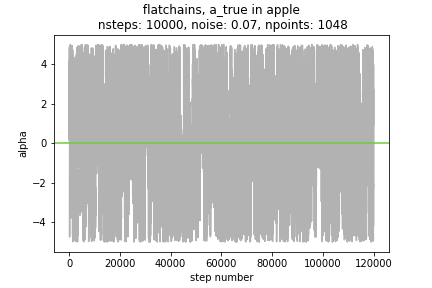 flatchains, a_true in apple
nsteps: 10000, noise: 0.07, npoints: 1048
4
2
0
−2
−4
alpha
0 20000 40000 60000 80000 100000 120000
step number